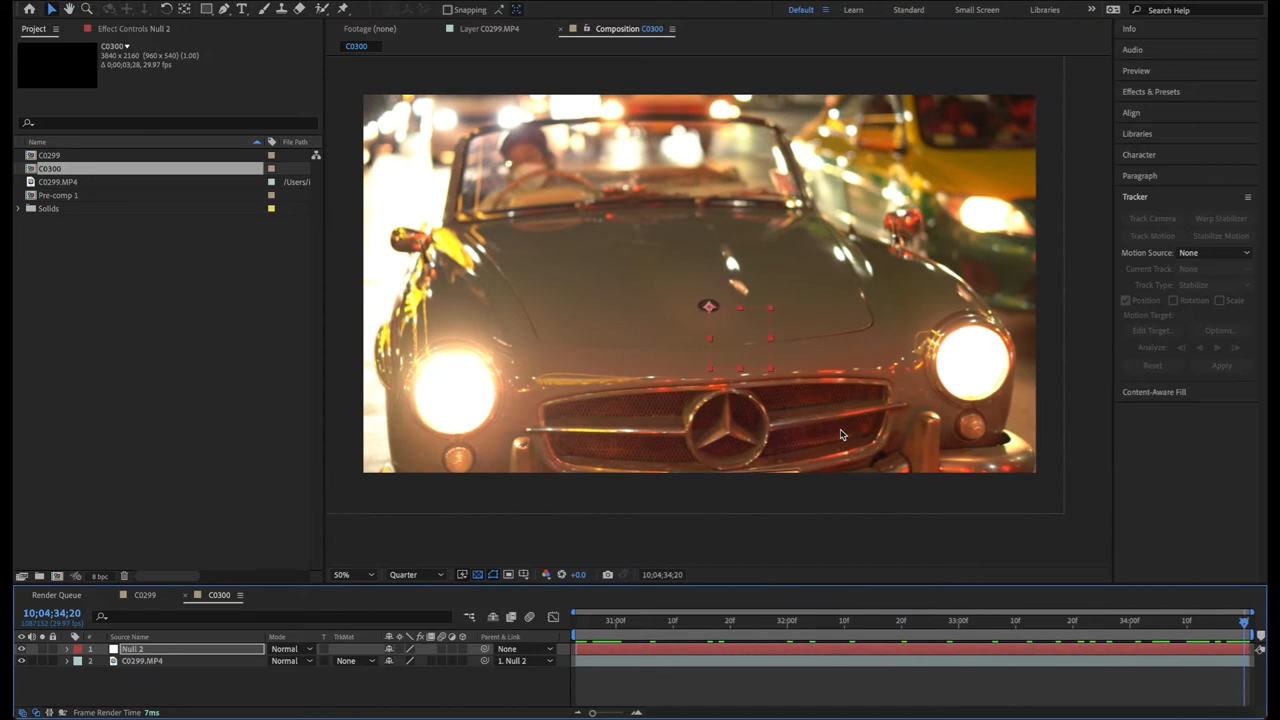 Snapping
Default
Learn
Standard
Small Screen
Libraries
Search Help
Project
Effect Controls Null 2
Footage (none)
Layer C0299.MP4
Composition C0300
Info
C0300
3840 x 2160 (960 x 540) (1.00)
Δ 0;00;03;28, 29.97 fps)
C0300
Audio
Preview
Effects & Presets
Align
Libraries
Character
Paragraph
Tracker
Track Camera Warp Stabilizer
Track Motion Stabilize Motion
Motion Source: None
Current Track: None
Track Type: Stabilize
Position Rotation Scale
Motion Target:
Edit Target... Options...
Analyze:
Reset Apply
Content-Aware Fill
Name File Path
C0299
C0300
C0299.MP4 /Users/i
Pre-comp 1
Solids
8 bpc
50% Quarter +0.0 10;04;34;20
Render Queue C0299 C0300
10;04;34;20
1087152 (29.97 fps)
31:00f 10f 20f 32:00f 10f 20f 33:00f 10f 20f 34:00f 10f
# Source Name Mode T TrkMat Parent & Link
1 Null 2 Normal None
2 C0299.MP4 Normal None 1. Null 2
Frame Render Time 7ms